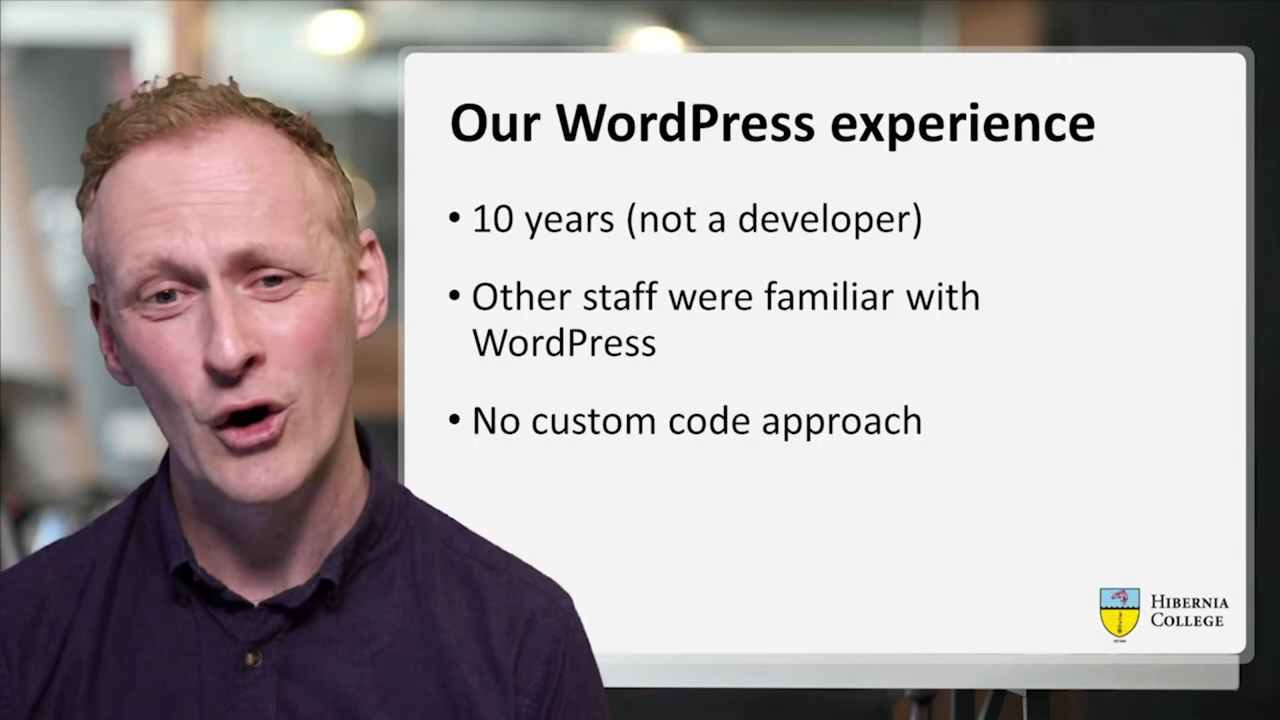 Our WordPress experience
• 10 years (not a developer)
• Other staff were familiar with
WordPress
• No custom code approach
HIBERNIA
COLLEGE